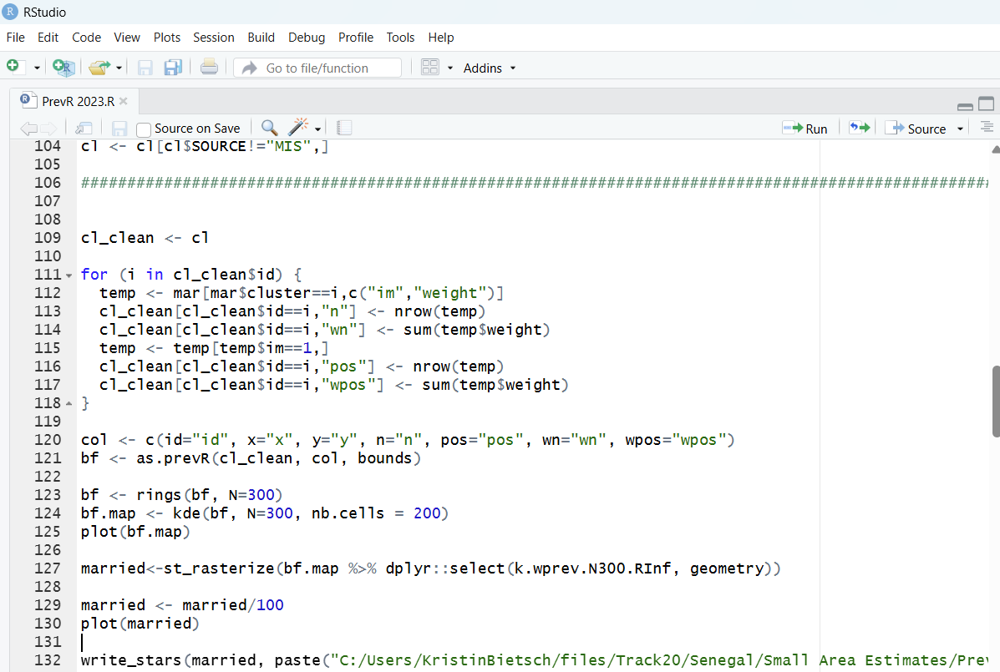 RStudio
File Edit Code View Plots Session Build Debug Profile Tools Help
Go to file/function Addins
PrevR 2023.R
Source on Save Run Source
104 cl <- cl[cl$SOURCE!="MIS",]
105
106 ###################################################################################################
107
108
109 cl_clean <- cl
110
111 for (i in cl_clean$id) {
112   temp <- mar[mar$cluster==i,c("im","weight")]
113   cl_clean[cl_clean$id==i,"n"] <- nrow(temp)
114   cl_clean[cl_clean$id==i,"wn"] <- sum(temp$weight)
115   temp <- temp[temp$im==1,]
116   cl_clean[cl_clean$id==i,"pos"] <- nrow(temp)
117   cl_clean[cl_clean$id==i,"wpos"] <- sum(temp$weight)
118 }
119
120 col <- c(id="id", x="x", y="y", n="n", pos="pos", wn="wn", wpos="wpos")
121 bf <- as.prevR(cl_clean, col, bounds)
122
123 bf <- rings(bf, N=300)
124 bf.map <- kde(bf, N=300, nb.cells = 200)
125 plot(bf.map)
126
127 married<-st_rasterize(bf.map %>% dplyr::select(k.wprev.N300.RInf, geometry))
128
129 married <- married/100
130 plot(married)
131
132 write_stars(married, paste("C:/Users/KristinBietsch/files/Track20/Senegal/Small Area Estimates/Prev